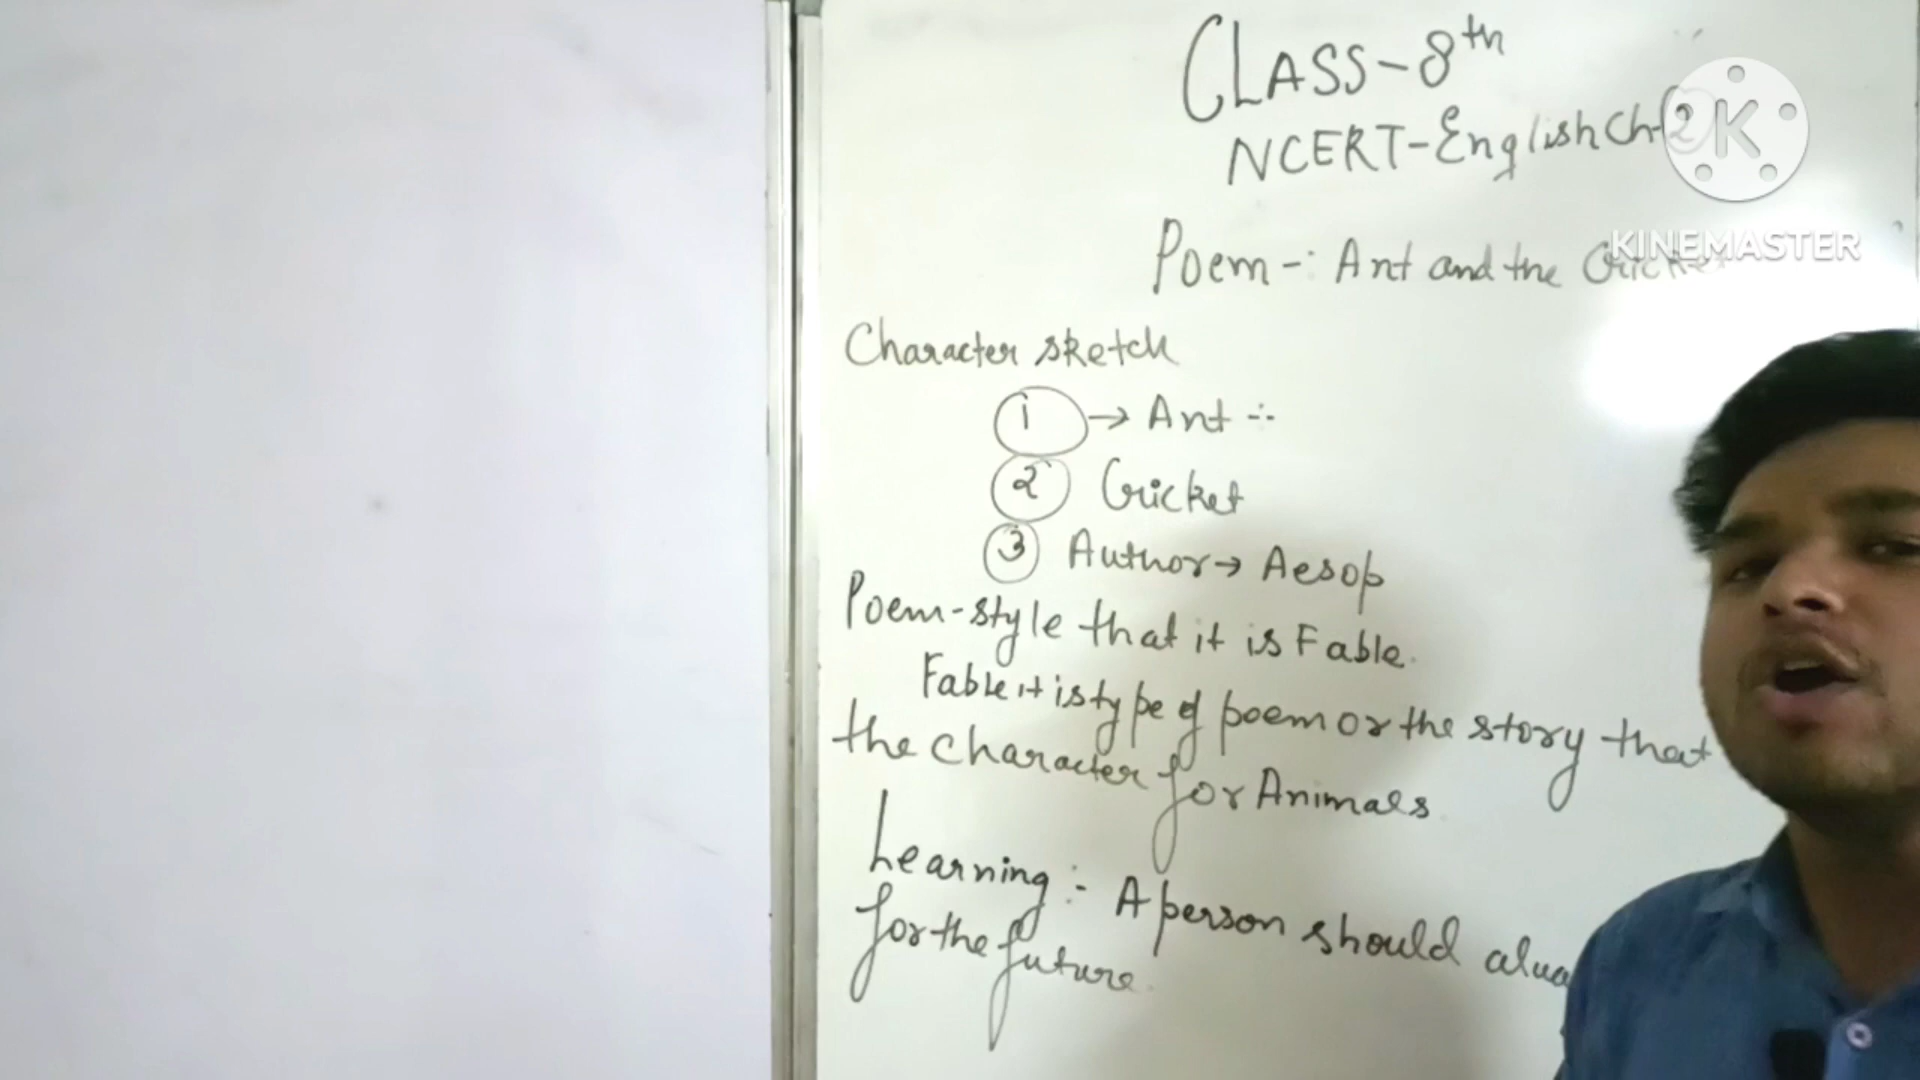 CLASS-8th
NCERT-English Ch-2
K
KINEMASTER
Poem-: Ant and the Cricket
Character sketch
1 → Ant :-
2 Cricket
3 Author → Aesop
Poem-style that it is Fable.
Fable it is type of poem or the story that
the character for Animals
Learning :- A person should
for the future.